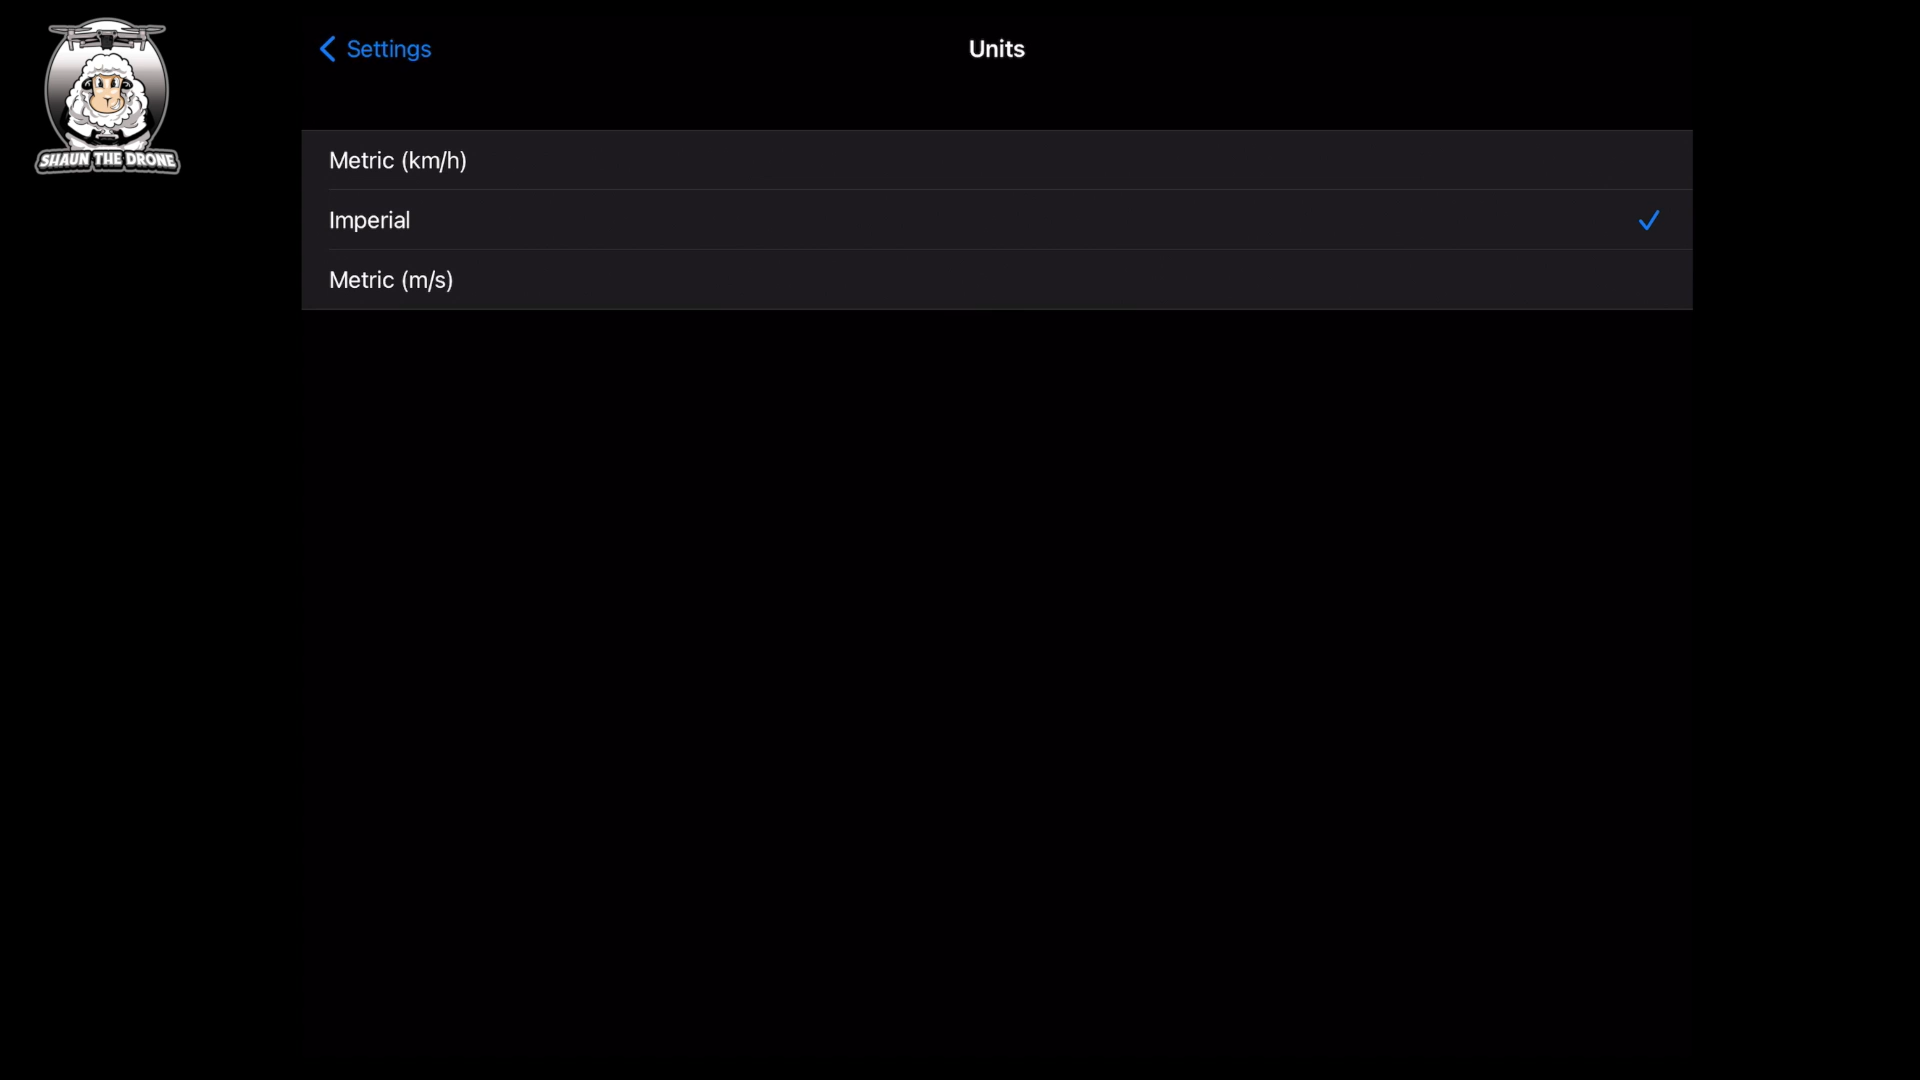 SHAUN THE DRONE
Settings
Units
Metric (km/h)
Imperial
Metric (m/s)